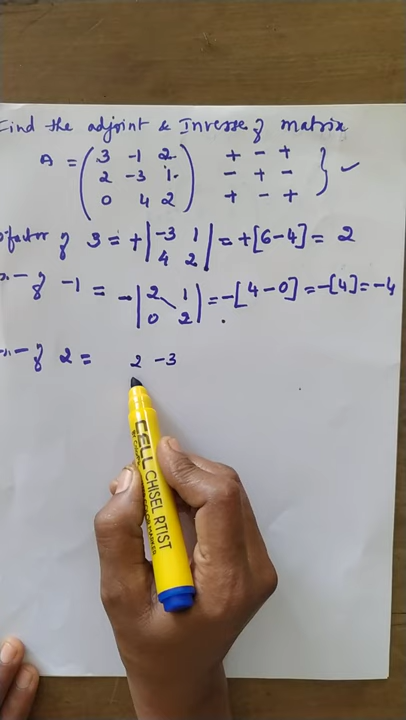 Find the adjoint & Inverse of matrix
A = (3 -1 2 + - +
2 -3 1 - + - } ✓
0 4 2) + - +
factor of 3 = + |-3 1 4 2| = +[6-4] = 2
of -1 = - |2 1 0 2| = -[4-0] = -[4] = -4
of 2 = 2 -3
CELL CHISEL RTIST